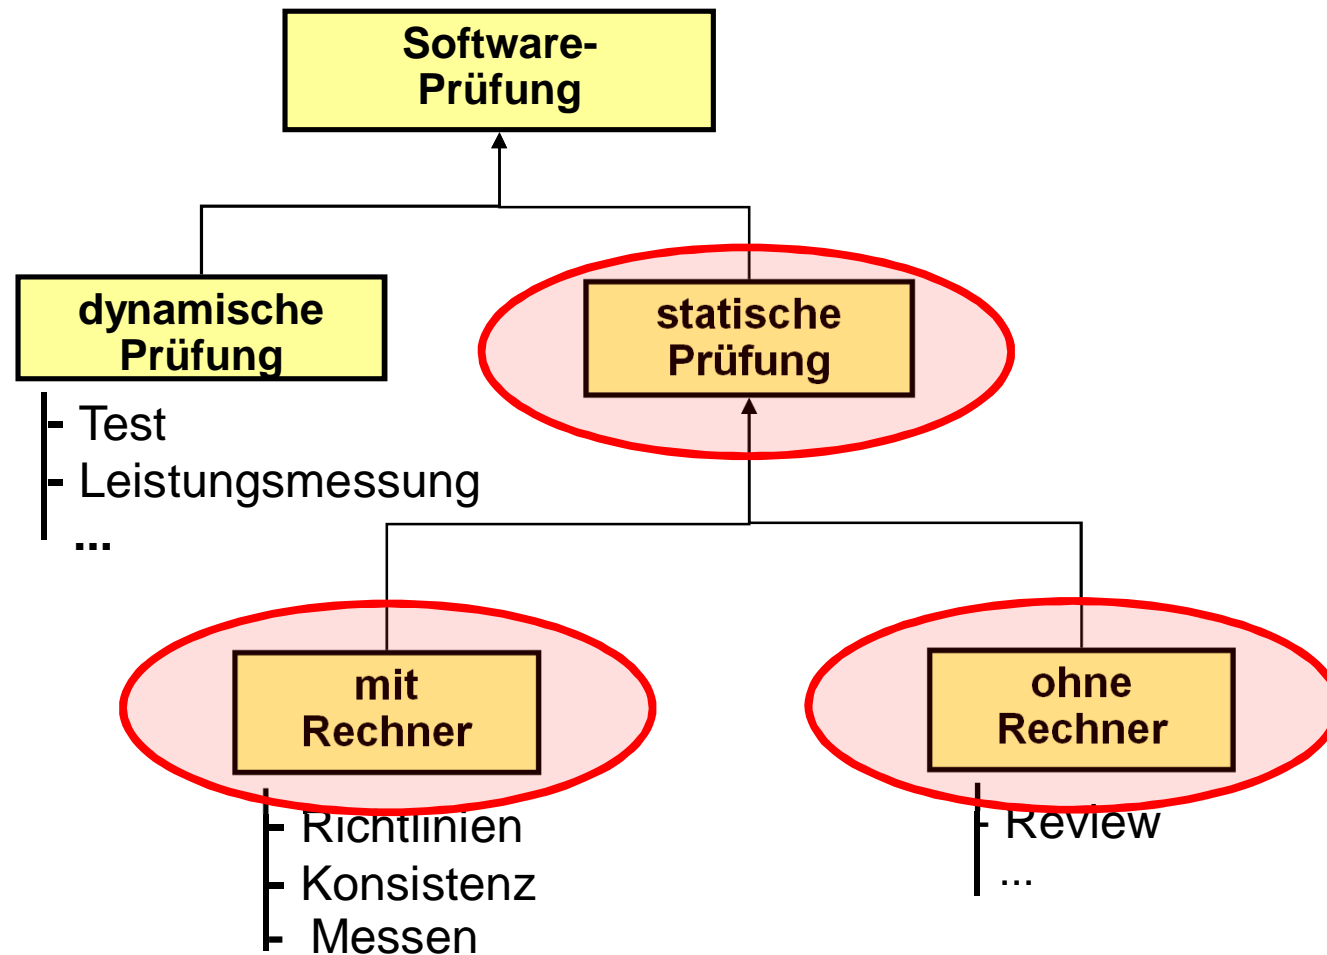 Software-
Prüfung
dynamische
Prüfung
statische
Prüfung
- Test
- Leistungsmessung
...
mit
Rechner
ohne
Rechner
- Richtlinien
- Konsistenz
- Messen
- Review
...